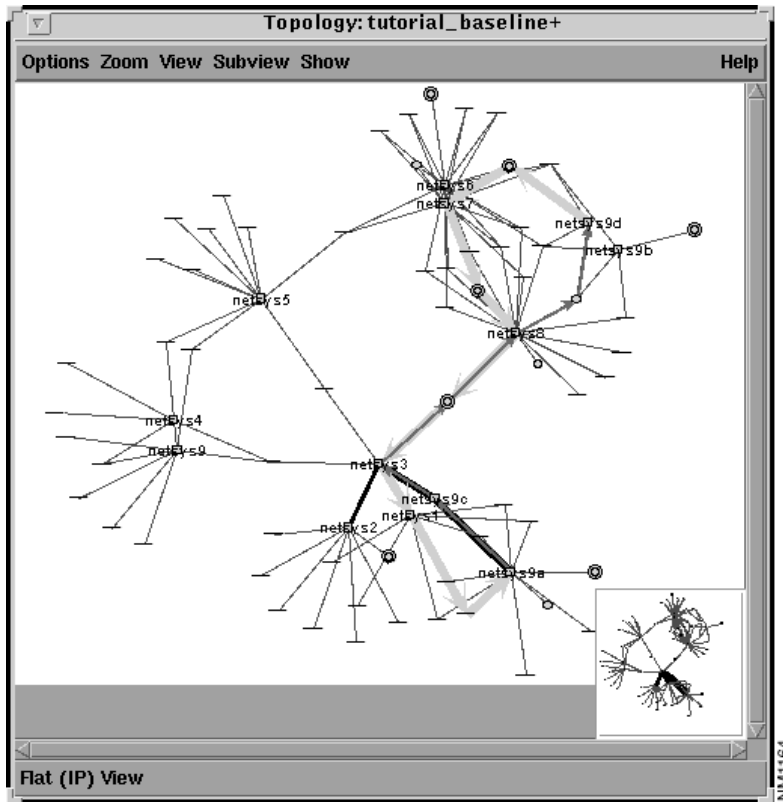 Topology: tutorial_baseline+
Options Zoom View Subview Show Help
netsys6
netsys7
netsys9d
netsys9b
netsys5
netsys8
netsys4
netsys9
netsys3
netsys9c
netsys1
netsys2
netsys9a
Flat (IP) View